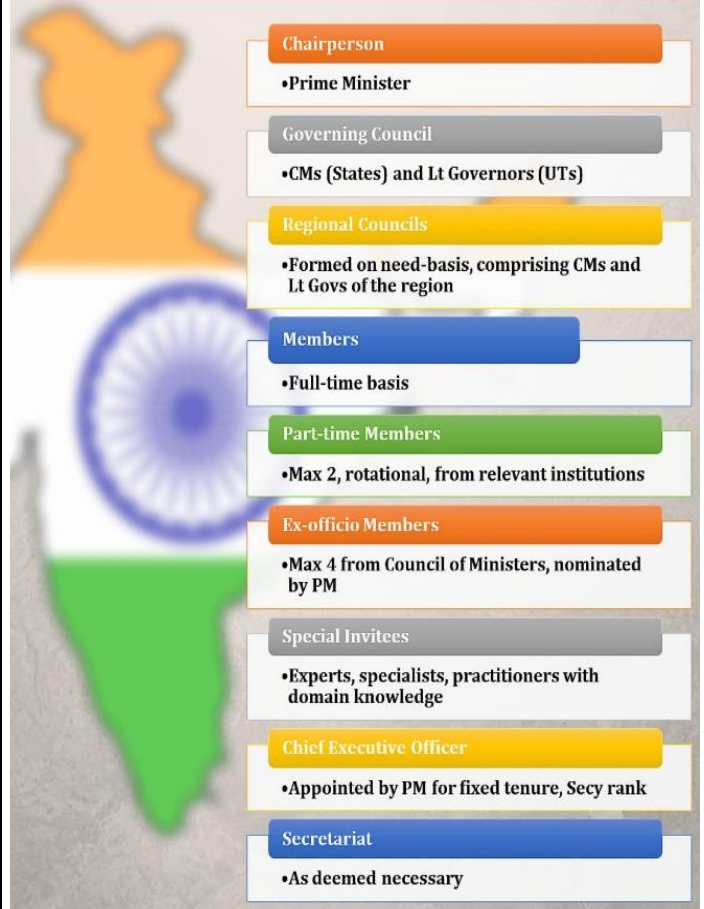 Chairperson
•Prime Minister
Governing Council
•CMs (States) and Lt Governors (UTs)
Regional Councils
•Formed on need-basis, comprising CMs and
Lt Govs of the region
Members
•Full-time basis
Part-time Members
•Max 2, rotational, from relevant institutions
Ex-officio Members
•Max 4 from Council of Ministers, nominated
by PM
Special Invitees
•Experts, specialists, practitioners with
domain knowledge
Chief Executive Officer
•Appointed by PM for fixed tenure, Secy rank
Secretariat
•As deemed necessary